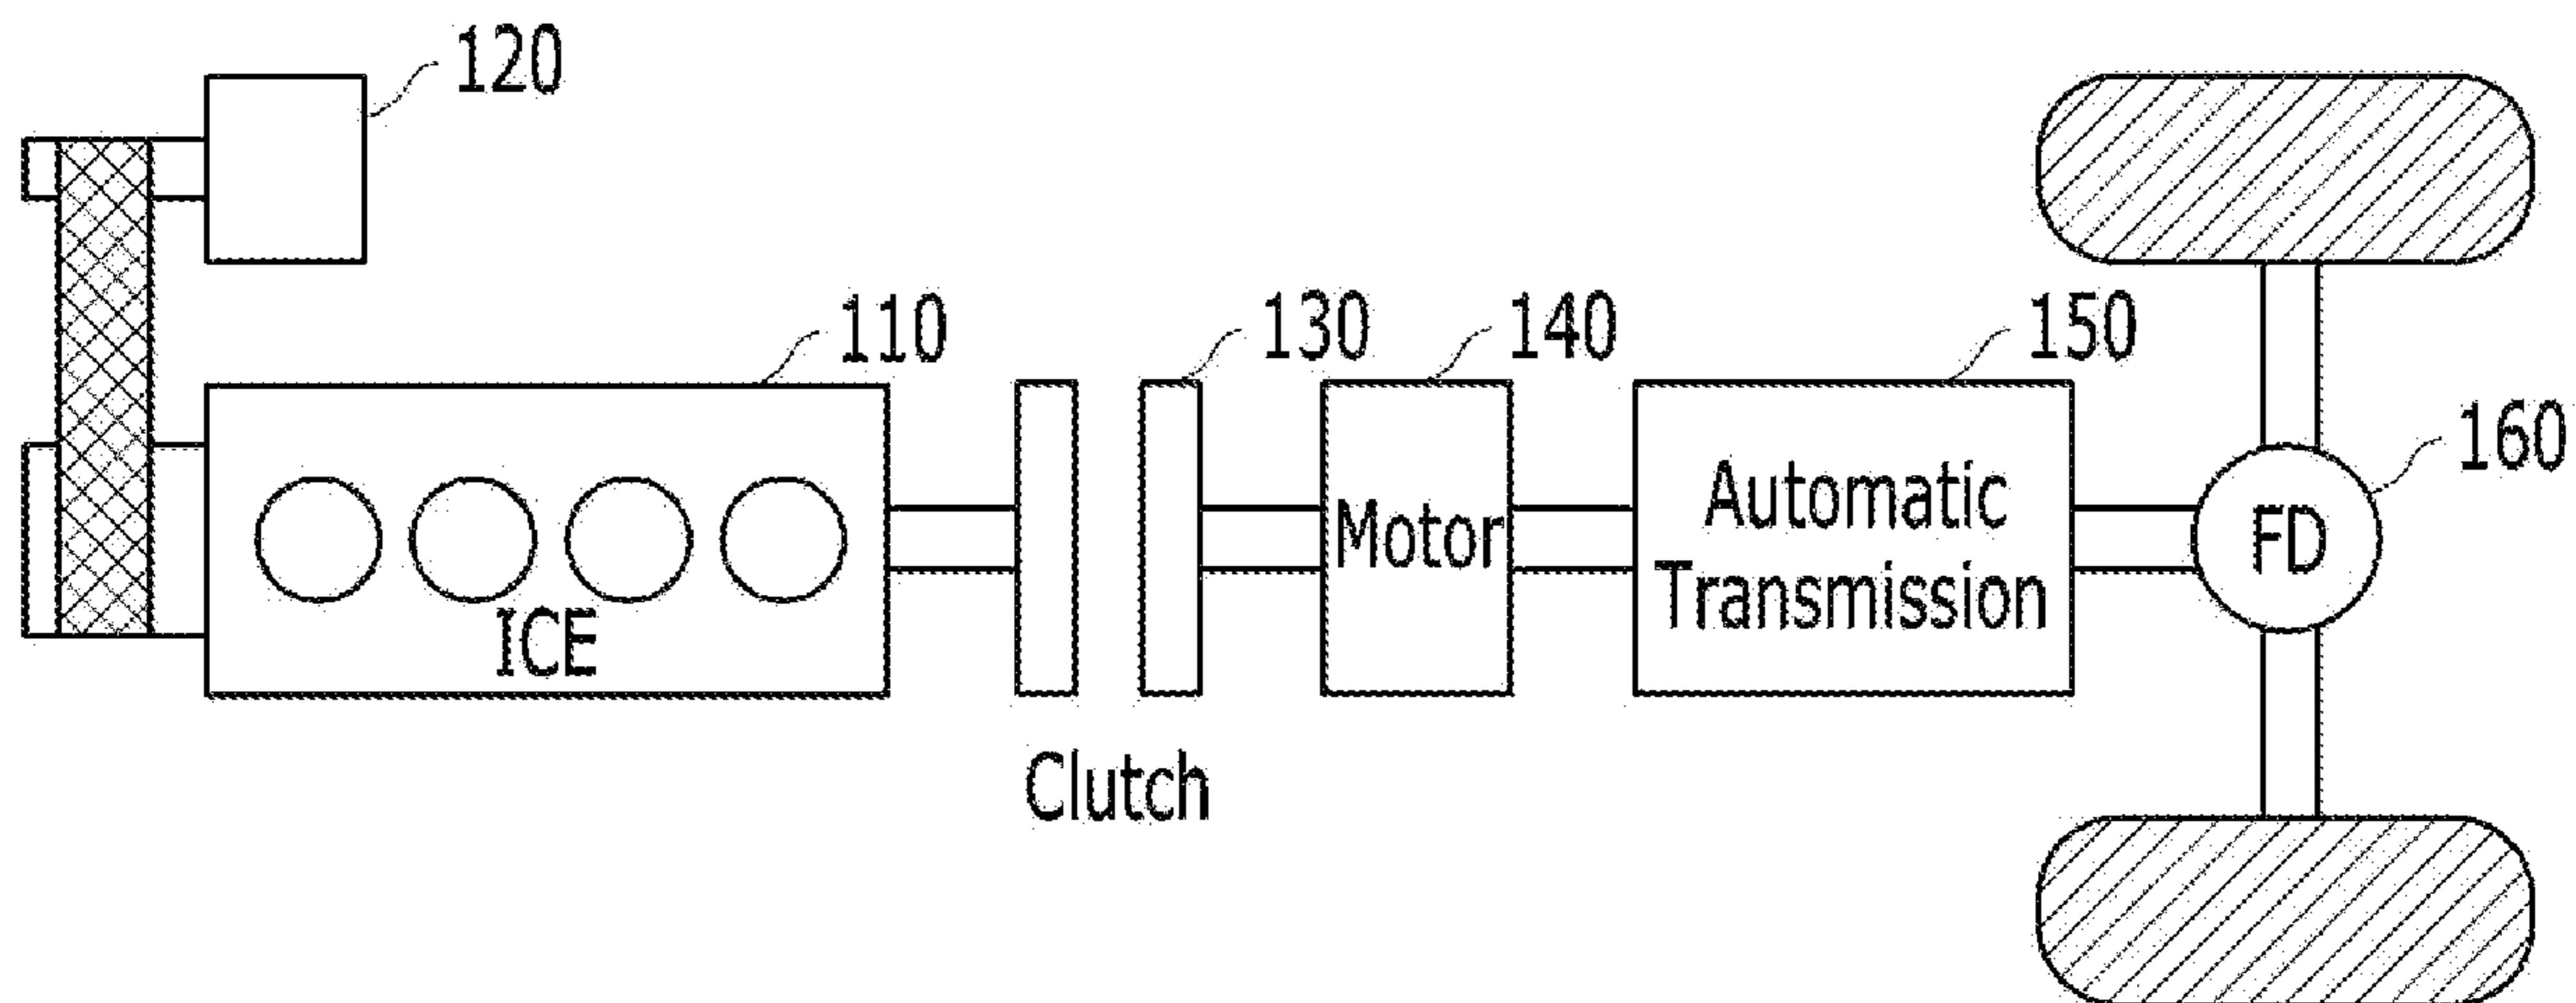 120
110
130
140
150
160
ICE
Motor
Automatic
Transmission
FD
Clutch